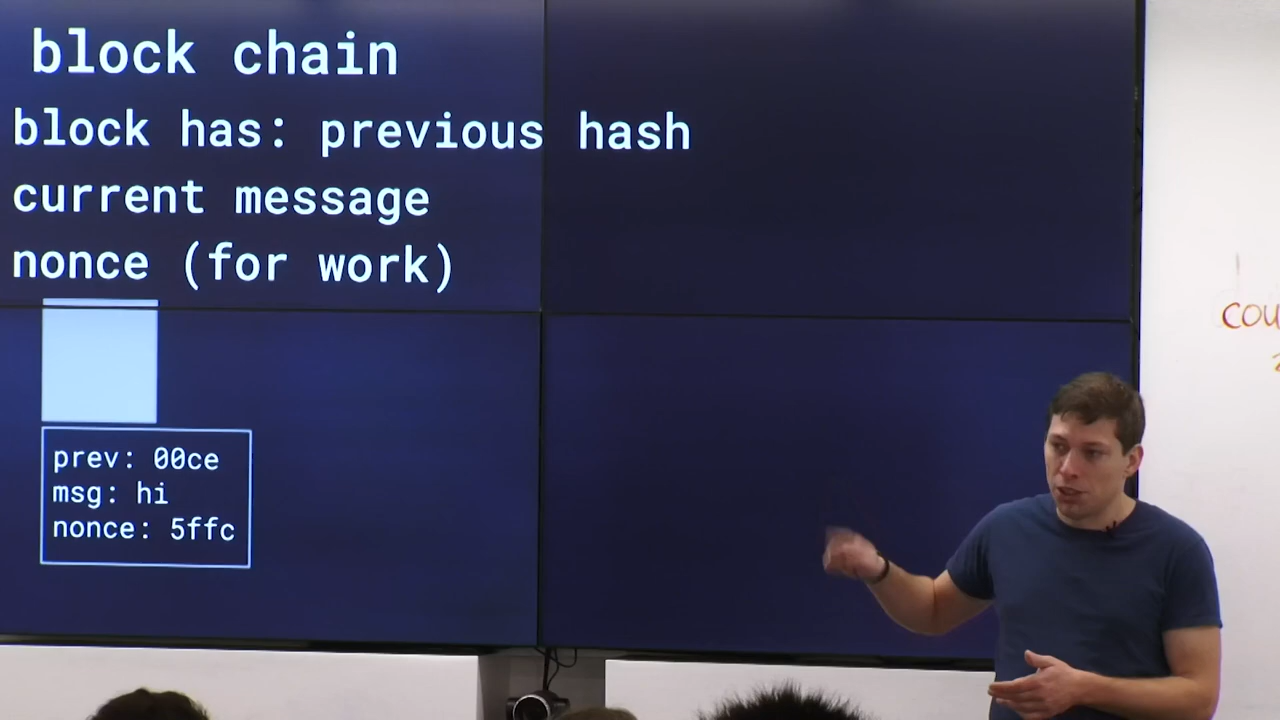 block chain
block has: previous hash
current message
nonce (for work)
prev: 00ce
msg: hi
nonce: 5ffc